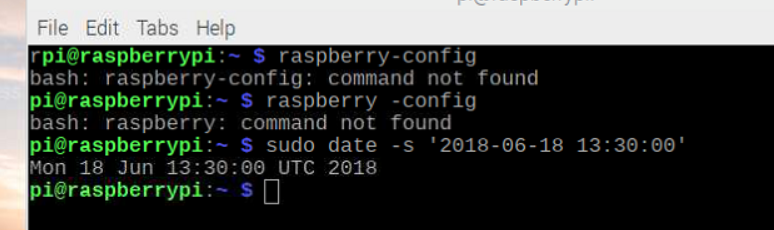 File Edit Tabs Help
rpi@raspberrypi:~ $ raspberry-config
bash: raspberry-config: command not found
pi@raspberrypi:~ $ raspberry -config
bash: raspberry: command not found
pi@raspberrypi:~ $ sudo date -s '2018-06-18 13:30:00'
Mon 18 Jun 13:30:00 UTC 2018
pi@raspberrypi:~ $